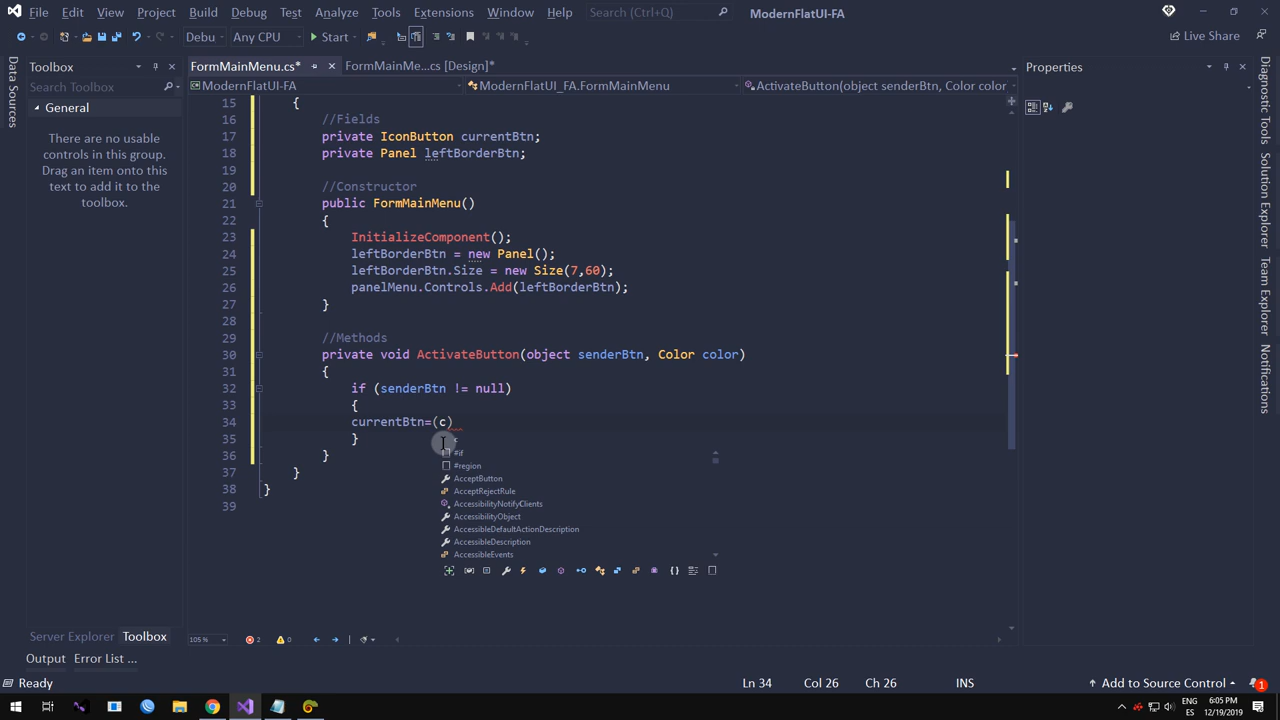 File Edit View Project Build Debug Test Analyze Tools Extensions Window Help Search (Ctrl+Q) ModernFlatUI-FA
Debu Any CPU Start Live Share
Toolbox FormMainMenu.cs* FormMainMe...cs [Design]* Properties
Search Toolbox ModernFlatUI-FA ModernFlatUI_FA.FormMainMenu ActivateButton(object senderBtn, Color color
General
There are no usable
controls in this group.
Drag an item onto this
text to add it to the
toolbox.
Data Sources
15 {
16 //Fields
17 private IconButton currentBtn;
18 private Panel leftBorderBtn;
19
20 //Constructor
21 public FormMainMenu()
22 {
23 InitializeComponent();
24 leftBorderBtn = new Panel();
25 leftBorderBtn.Size = new Size(7,60);
26 panelMenu.Controls.Add(leftBorderBtn);
27 }
28
29 //Methods
30 private void ActivateButton(object senderBtn, Color color)
31 {
32 if (senderBtn != null)
33 {
34 currentBtn=(c)
35 }
36 }
37 }
38 }
39
c
#if
#region
AcceptButton
AcceptRejectRule
AccessibilityNotifyClients
AccessibilityObject
AccessibleDefaultActionDescription
AccessibleDescription
AccessibleEvents
Diagnostic Tools
Solution Explorer
Team Explorer
Notifications
Server Explorer Toolbox 105 % 2 0
Output Error List ...
Ready Ln 34 Col 26 Ch 26 INS Add to Source Control 1
ENG
ES
6:05 PM
12/19/2019